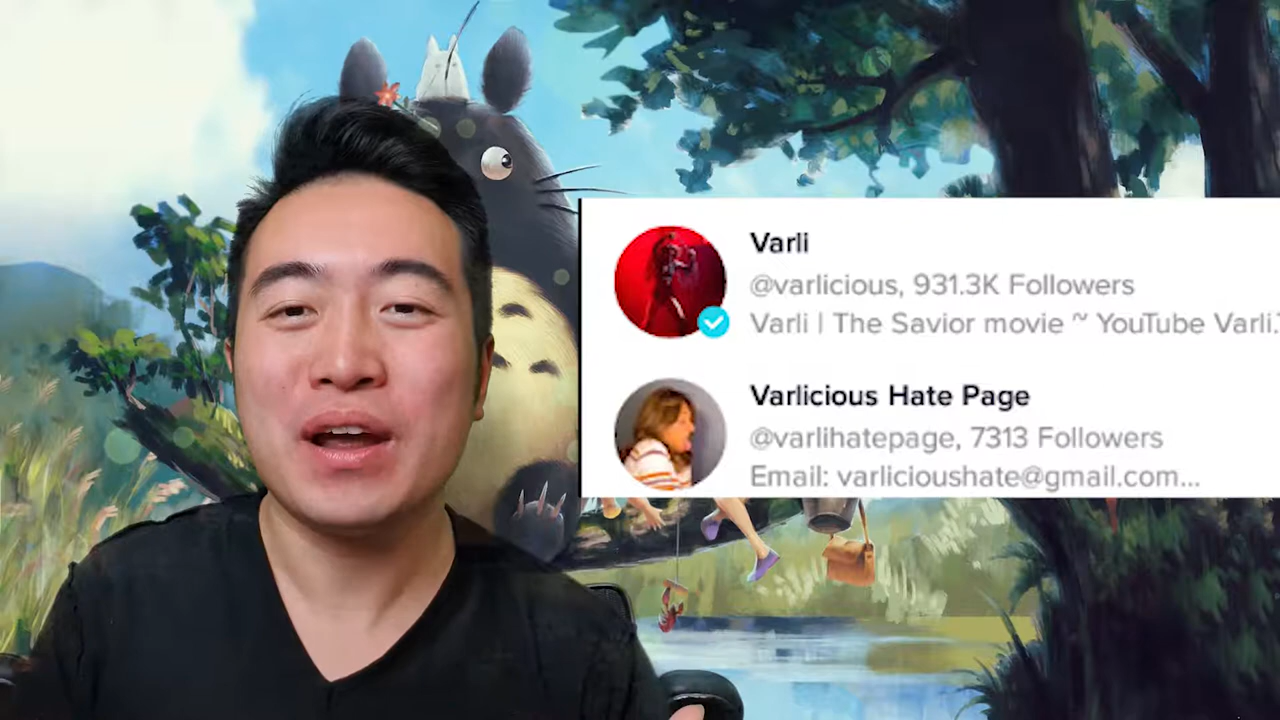 Varli
@varlicious, 931.3K Followers
Varli | The Savior movie ~ YouTube Varli
Varlicious Hate Page
@varlihatepage, 7313 Followers
Email: varlicioushate@gmail.com...